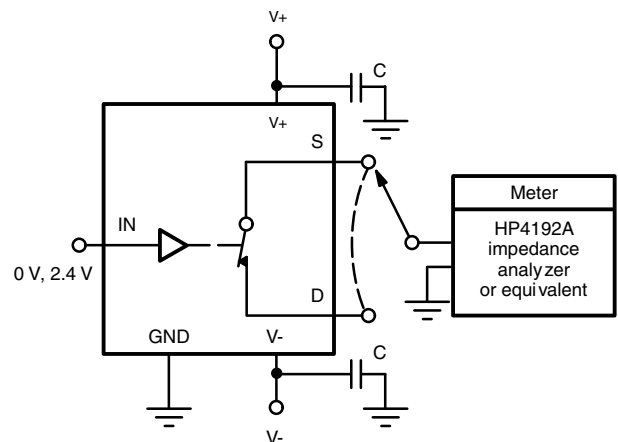 V+
C
V+
S
Meter
IN
HP4192A
impedance
analyzer
or equivalent
0 V, 2.4 V
D
GND
V-
C
V-